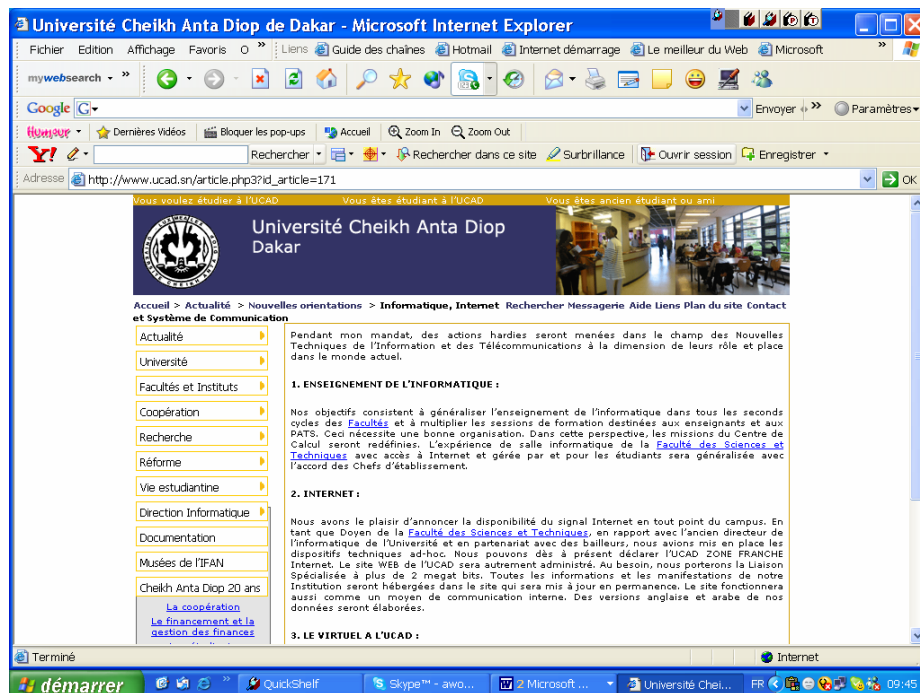 Université Cheikh Anta Diop de Dakar - Microsoft Internet Explorer
Fichier Edition Affichage Favoris O » Liens Guide des chaînes Hotmail Internet démarrage Le meilleur du Web Microsoft »
mywebsearch »
Google G Envoyer » Paramètres
Humour Dernières Vidéos Bloquer les pop-ups Accueil Zoom In Zoom Out
Y! Rechercher Rechercher dans ce site Surbrillance Ouvrir session Enregistrer
Adresse http://www.ucad.sn/article.php3?id_article=171 OK
Vous voulez étudier à l'UCAD Vous êtes étudiant à l'UCAD Vous êtes ancien étudiant ou ami
Université Cheikh Anta Diop
Dakar
Accueil > Actualité > Nouvelles orientations > Informatique, Internet Rechercher Messagerie Aide Liens Plan du site Contact
et Système de Communication
Actualité
Université
Facultés et Instituts
Coopération
Recherche
Réforme
Vie estudiantine
Direction Informatique
Documentation
Musées de l'IFAN
Cheikh Anta Diop 20 ans
La coopération
Le financement et la
gestion des finances
Pendant mon mandat, des actions hardies seront menées dans le champ des Nouvelles
Techniques de l'Information et des Télécommunications à la dimension de leurs rôle et place
dans le monde actuel.
1. ENSEIGNEMENT DE L'INFORMATIQUE :
Nos objectifs consistent à généraliser l'enseignement de l'informatique dans tous les seconds
cycles des Facultés et à multiplier les sessions de formation destinées aux enseignants et aux
PATS. Ceci nécessite une bonne organisation. Dans cette perspective, les missions du Centre de
Calcul seront redéfinies. L'expérience de salle informatique de la Faculté des Sciences et
Techniques avec accès à Internet et gérée par et pour les étudiants sera généralisée avec
l'accord des Chefs d'établissement.
2. INTERNET :
Nous avons le plaisir d'annoncer la disponibilité du signal Internet en tout point du campus. En
tant que Doyen de la Faculté des Sciences et Techniques, en rapport avec l'ancien directeur de
l'informatique de l'Université et en partenariat avec des bailleurs, nous avions mis en place les
dispositifs techniques ad-hoc. Nous pouvons dès à présent déclarer l'UCAD ZONE FRANCHE
Internet. Le site WEB de l'UCAD sera autrement administré. Au besoin, nous porterons la Liaison
Spécialisée à plus de 2 megat bits. Toutes les informations et les manifestations de notre
Institution seront hébergées dans le site qui sera mis à jour en permanence. Le site fonctionnera
aussi comme un moyen de communication interne. Des versions anglaise et arabe de nos
données seront élaborées.
3. LE VIRTUEL A L'UCAD :
Terminé Internet
démarrer » QuickShelf Skype™ - awo... 2 Microsoft ... Université Chei... FR 09:45